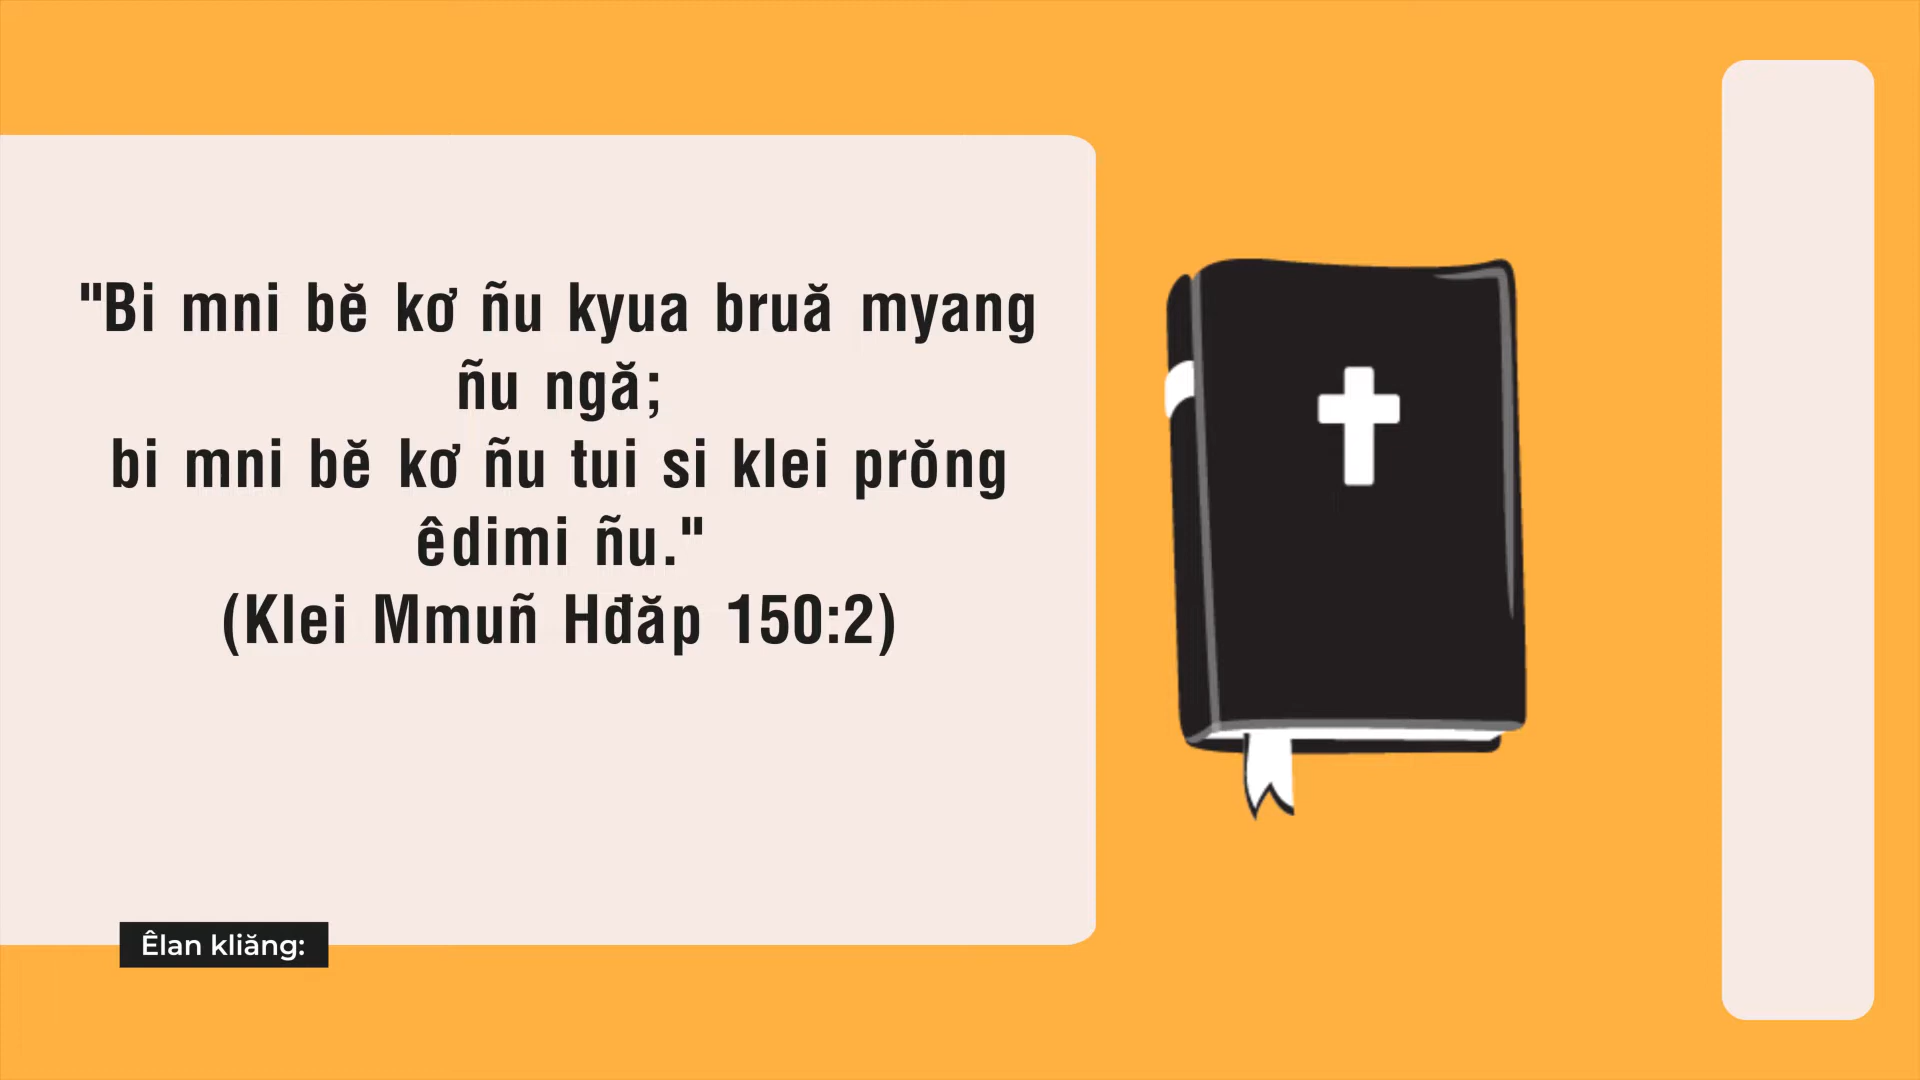 "Bi mni bĕ kơ ñu kyua bruă myang
ñu ngă;
bi mni bĕ kơ ñu tui si klei prŏng
êdimi ñu."
(Klei Mmuñ Hđăp 150:2)
Êlan kliăng: